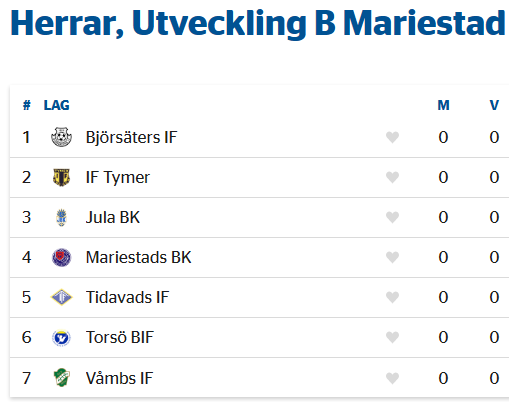 Herrar, Utveckling B Mariestad
# LAG M V
1 Björsäters IF 0 0
2 IF Tymer 0 0
3 Jula BK 0 0
4 Mariestads BK 0 0
5 Tidavads IF 0 0
6 Torsö BIF 0 0
7 Våmbs IF 0 0